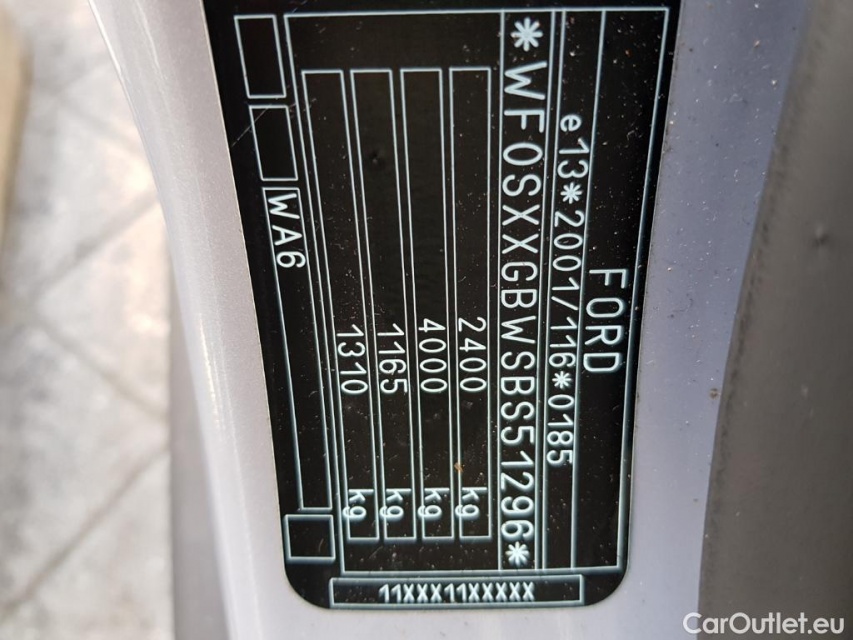 FORD
e13*2001/116*0185
*WF0SXXGBWSBS51296*
2400 kg
4000 kg
1165 kg
1310 kg
WA6
11XXX11XXXXX
CarOutlet.eu